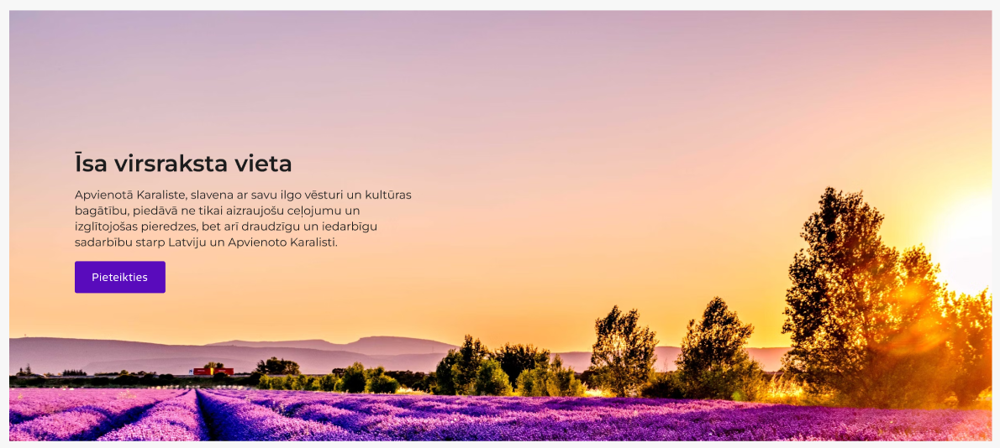 Īsa virsraksta vieta
Apvienotā Karaliste, slavena ar savu ilgo vēsturi un kultūras
bagātību, piedāvā ne tikai aizraujošu ceļojumu un
izglītojošas pieredzes, bet arī draudzīgu un iedarbīgu
sadarbību starp Latviju un Apvienoto Karalisti.
Pieteikties